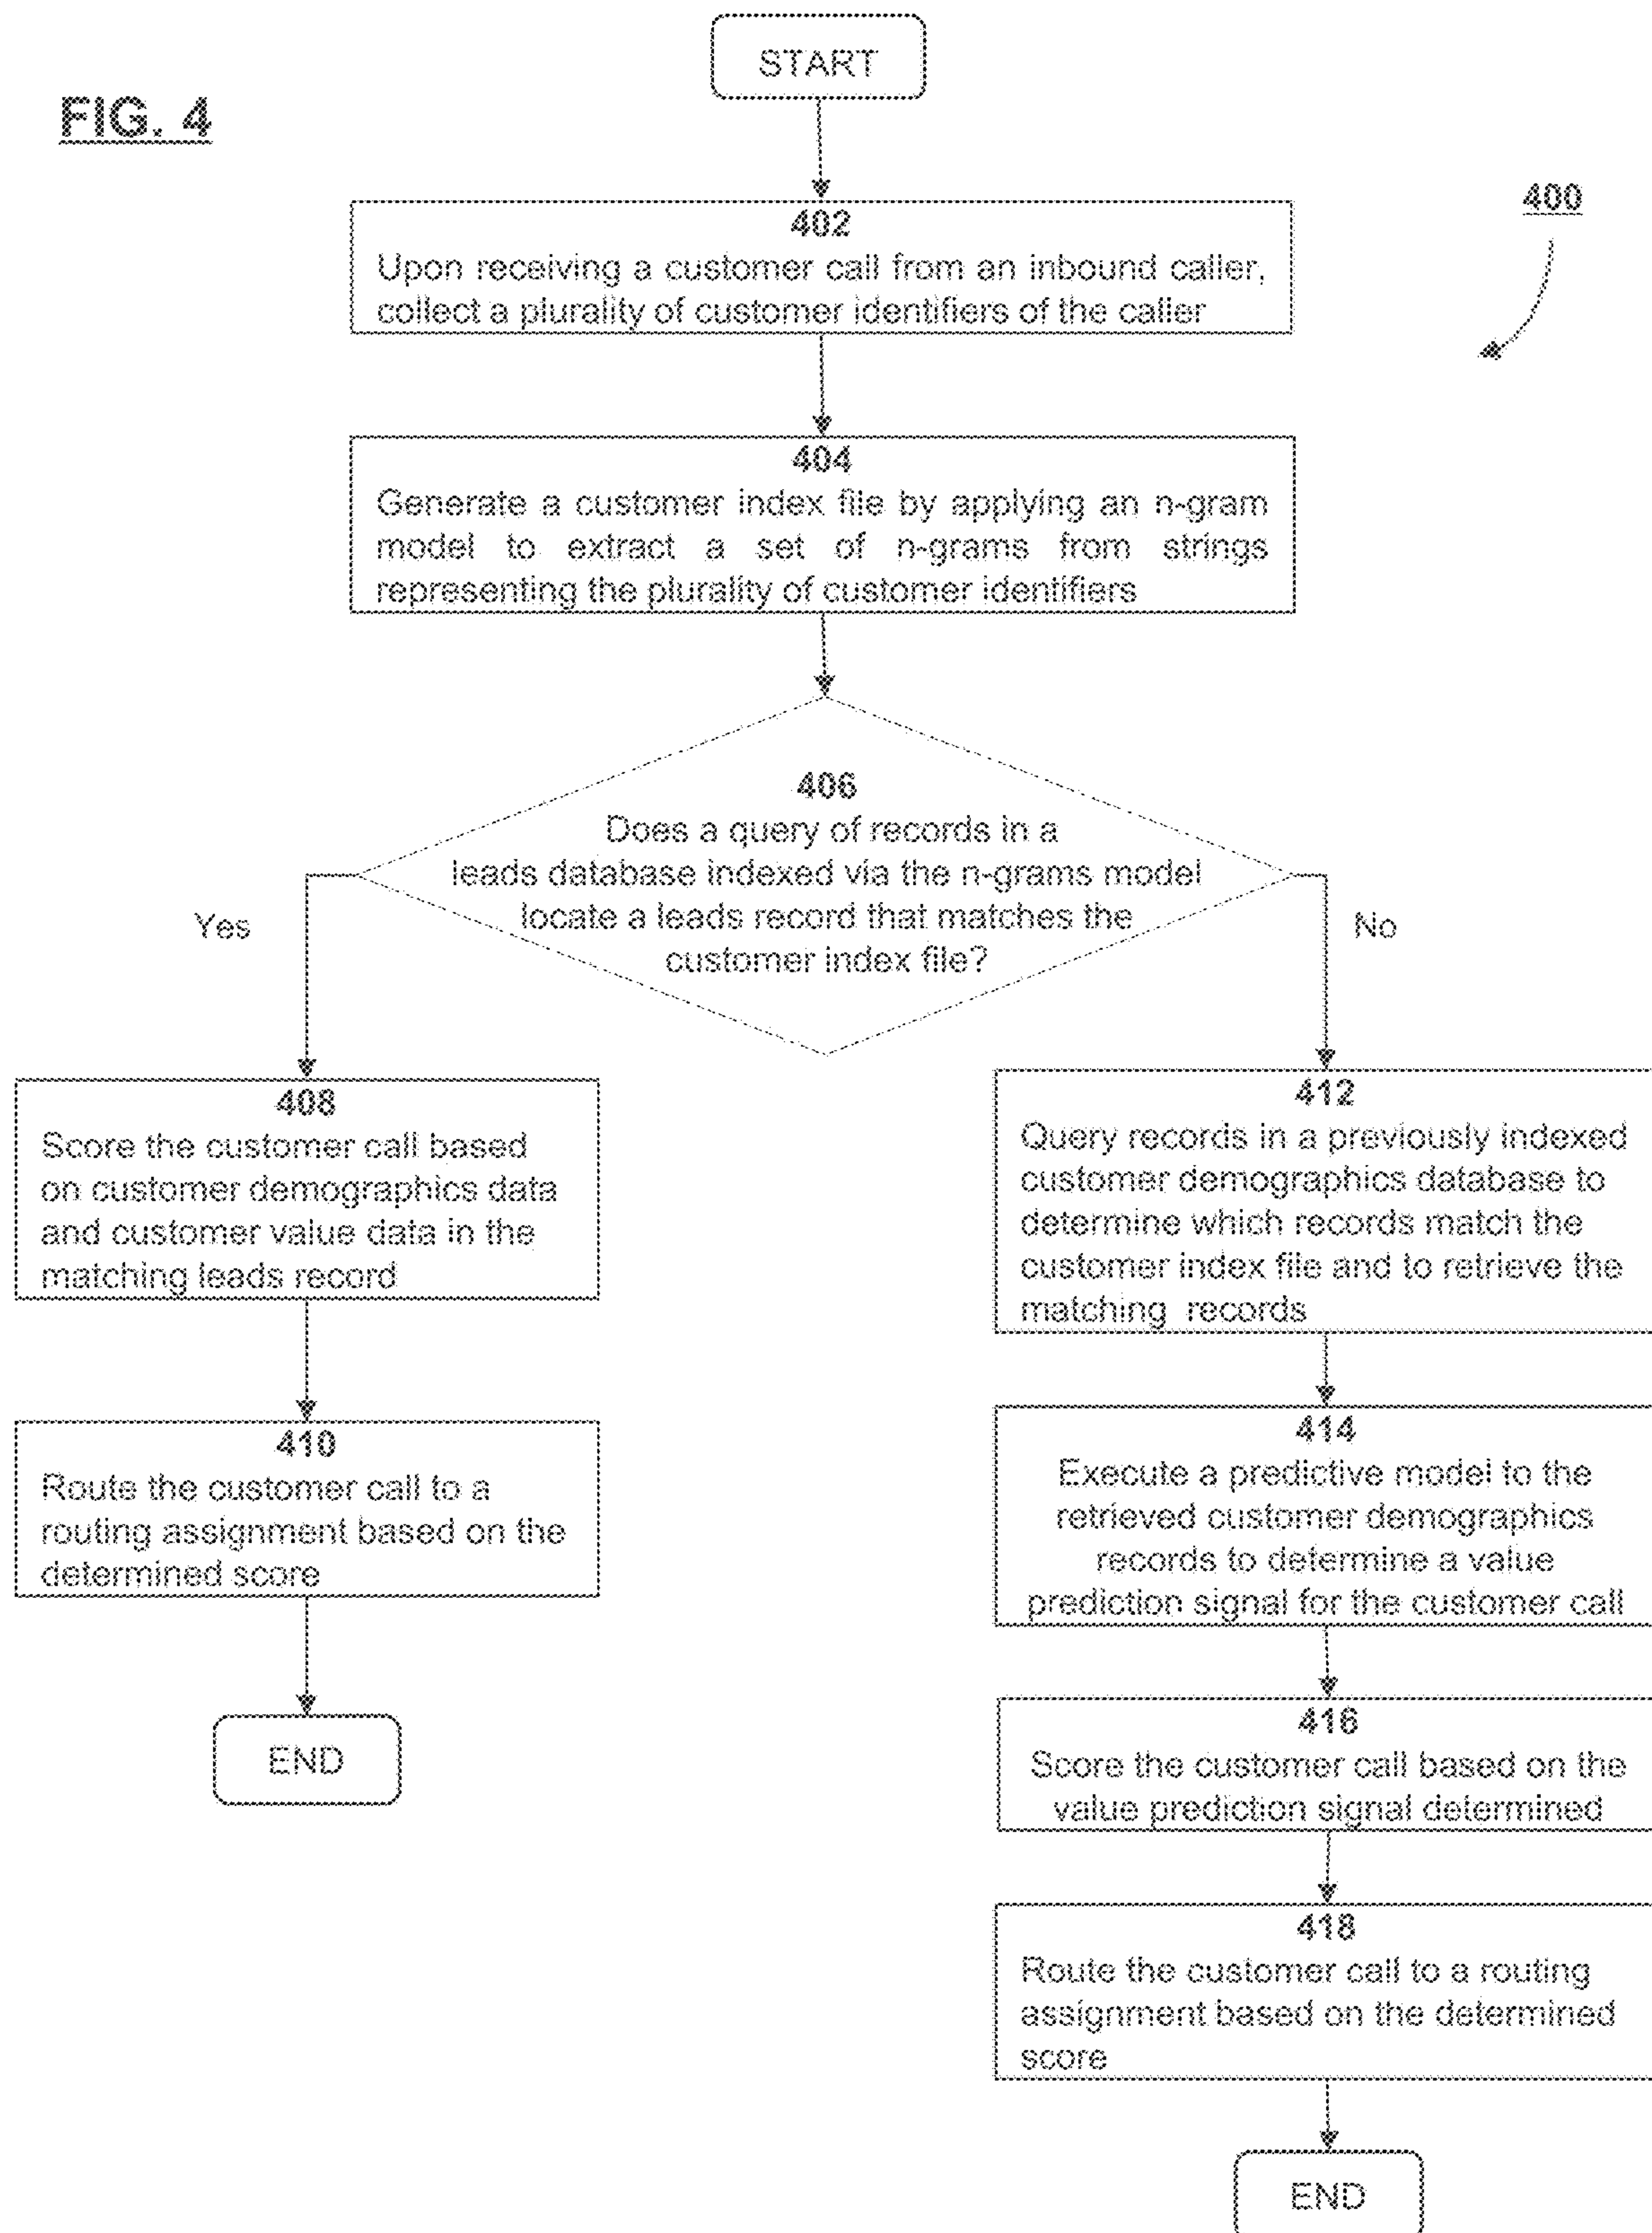 START
FIG. 4
400
402
Upon receiving a customer call from an inbound caller,
collect a plurality of customer identifiers of the caller
404
Generate a customer index file by applying an n-gram
model to extract a set of n-grams from strings
representing the plurality of customer identifiers
406
Does a query of records in a
leads database indexed via the n-grams model
locate a leads record that matches the
customer index file?
Yes
No
408
Score the customer call based
on customer demographics data
and customer value data in the
matching leads record
410
Route the customer call to a
routing assignment based on the
determined score
END
412
Query records in a previously indexed
customer demographics database to
determine which records match the
customer index file and to retrieve the
matching records
414
Execute a predictive model to the
retrieved customer demographics
records to determine a value
prediction signal for the customer call
416
Score the customer call based on the
value prediction signal determined
418
Route the customer call to a routing
assignment based on the determined
score
END